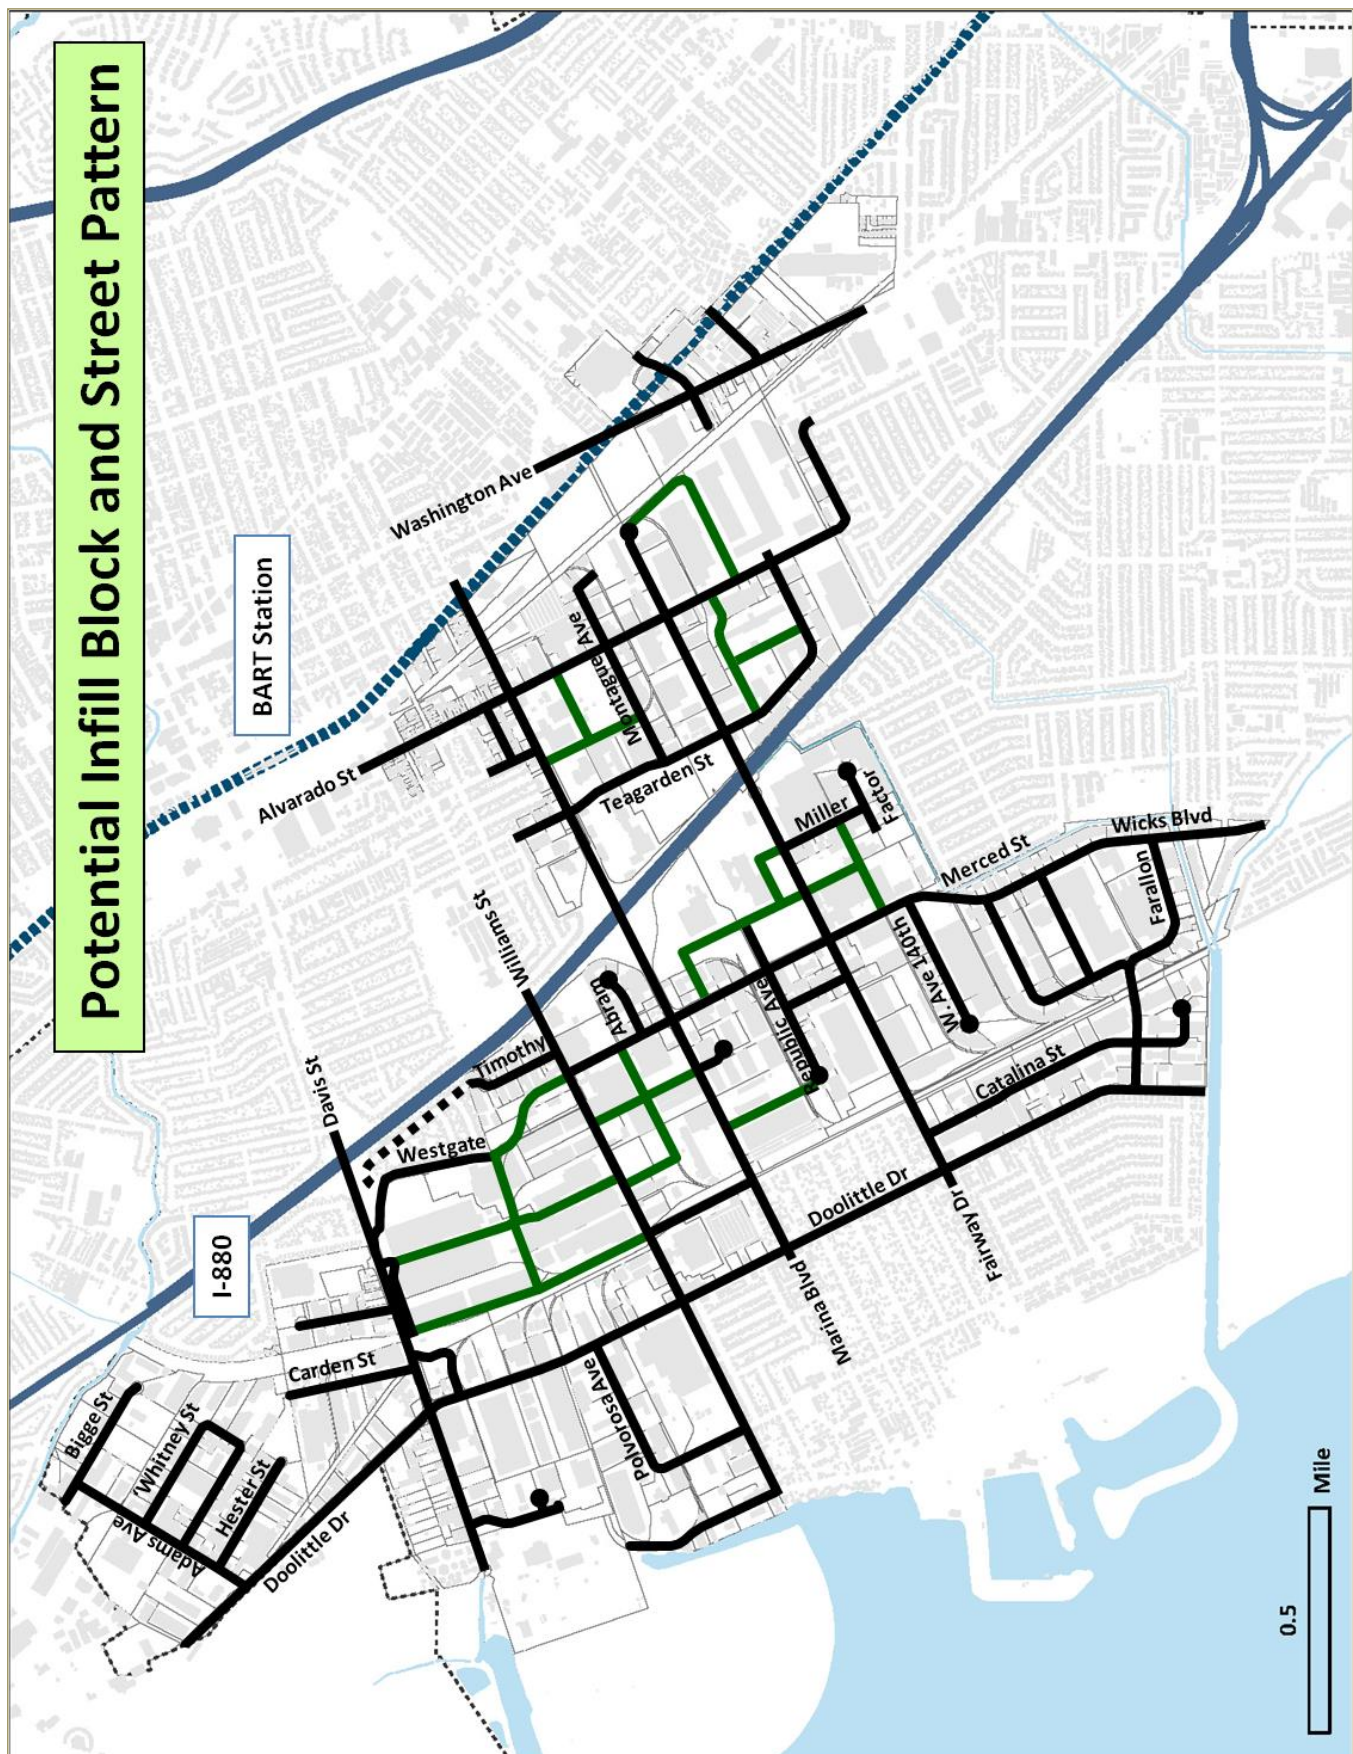 Potential Infill Block and Street Pattern
BART Station
I-880
Washington Ave
Alvarado St
Montague Ave
Teagarden St
Williams St
Davis St
Timothy
Abram
Westgate
Republic Ave
Miller
Factor
Merced St
Wicks Blvd
Farallon
W. Ave 140th
Catalina St
Doolittle Dr
Fairway Dr
Marina Blvd
Carden St
Bigge St
'Whitney St
Hester St
Adams Ave
Doolittle Dr
Polvorosa Ave
0.5
Mile